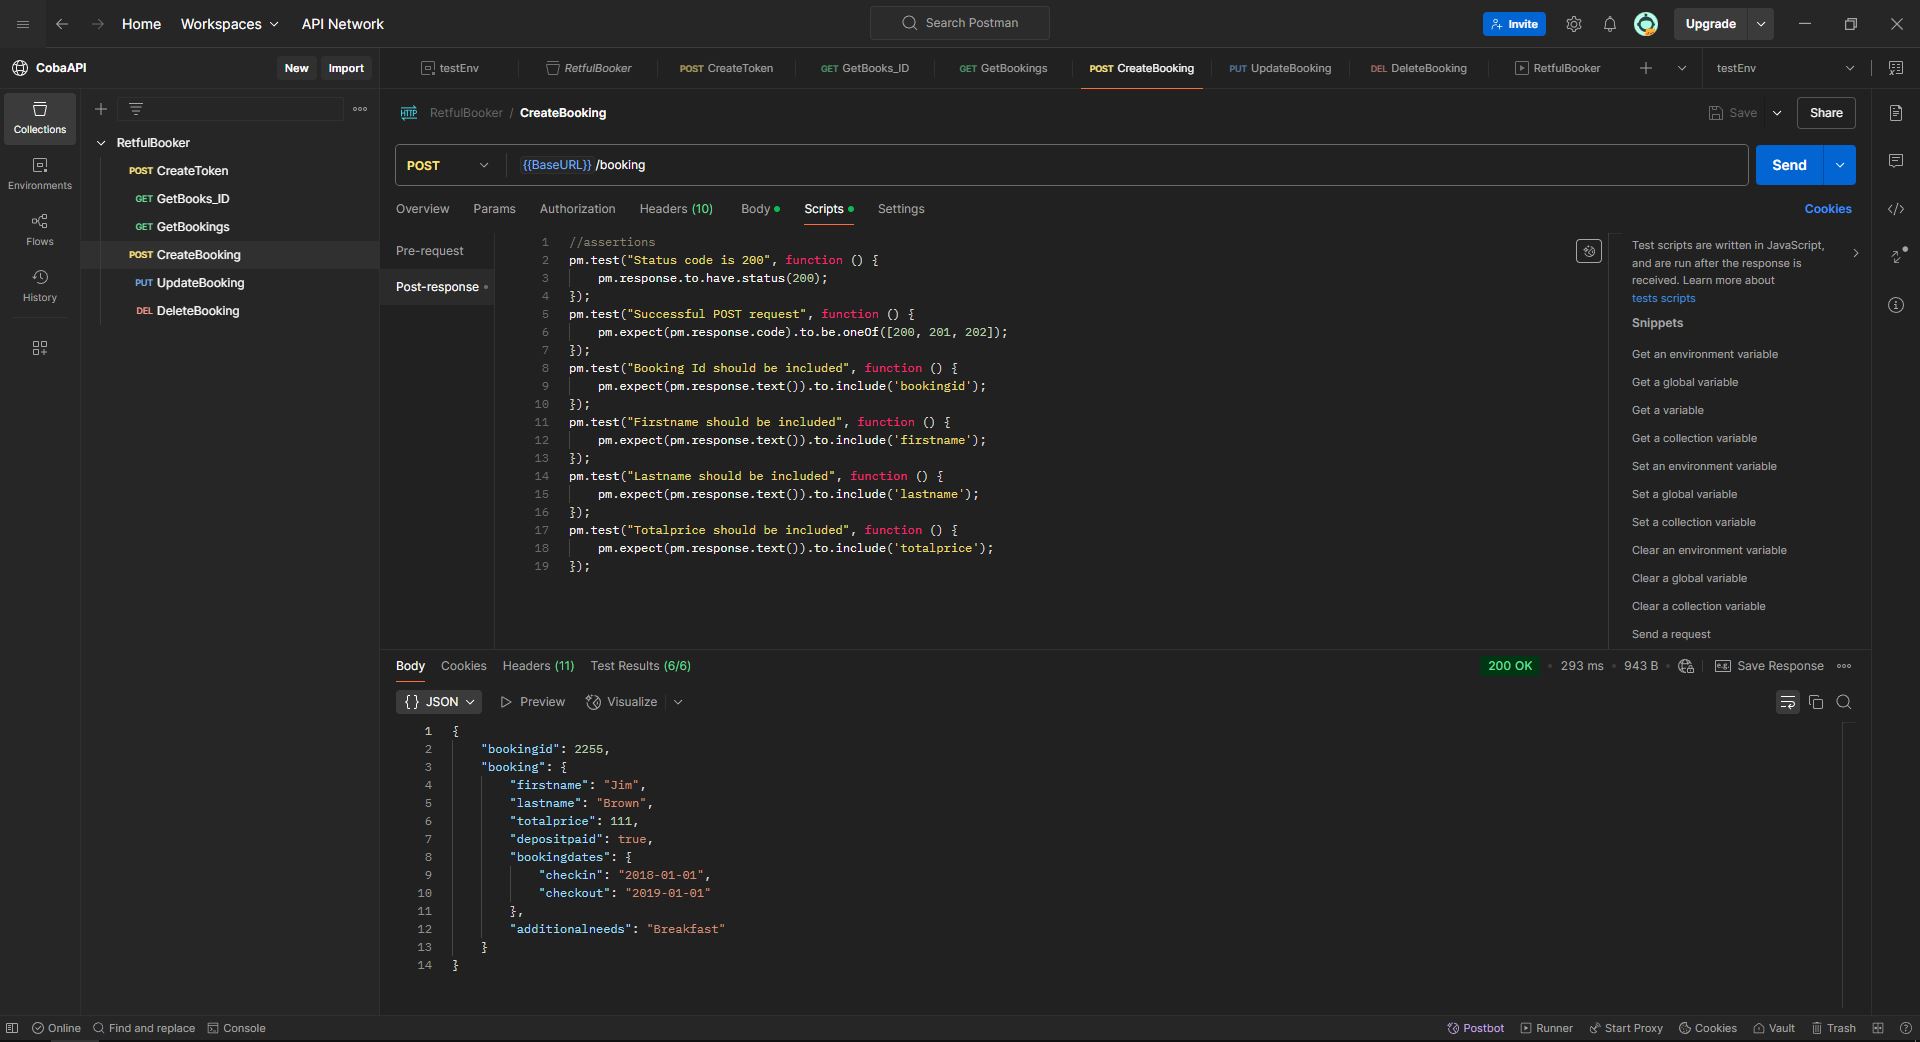 Home Workspaces API Network Search Postman Invite Upgrade
CobaAPI New Import testEnv RetfulBooker POST CreateToken GET GetBooks_ID GET GetBookings POST CreateBooking PUT UpdateBooking DEL DeleteBooking RetfulBooker testEnv
Collections
Environments
Flows
History
RetfulBooker
POST CreateToken
GET GetBooks_ID
GET GetBookings
POST CreateBooking
PUT UpdateBooking
DEL DeleteBooking
HTTP RetfulBooker / CreateBooking Save Share
POST {{BaseURL}} /booking Send
Overview Params Authorization Headers (10) Body Scripts Settings Cookies
Pre-request
Post-response
1 //assertions
2 pm.test("Status code is 200", function () {
3 pm.response.to.have.status(200);
4 });
5 pm.test("Successful POST request", function () {
6 pm.expect(pm.response.code).to.be.oneOf([200, 201, 202]);
7 });
8 pm.test("Booking Id should be included", function () {
9 pm.expect(pm.response.text()).to.include('bookingid');
10 });
11 pm.test("Firstname should be included", function () {
12 pm.expect(pm.response.text()).to.include('firstname');
13 });
14 pm.test("Lastname should be included", function () {
15 pm.expect(pm.response.text()).to.include('lastname');
16 });
17 pm.test("Totalprice should be included", function () {
18 pm.expect(pm.response.text()).to.include('totalprice');
19 });
Test scripts are written in JavaScript,
and are run after the response is
received. Learn more about
tests scripts
Snippets
Get an environment variable
Get a global variable
Get a variable
Get a collection variable
Set an environment variable
Set a global variable
Set a collection variable
Clear an environment variable
Clear a global variable
Clear a collection variable
Send a request
Body Cookies Headers (11) Test Results (6/6) 200 OK 293 ms 943 B e.g. Save Response
{} JSON Preview Visualize
1 {
2 "bookingid": 2255,
3 "booking": {
4 "firstname": "Jim",
5 "lastname": "Brown",
6 "totalprice": 111,
7 "depositpaid": true,
8 "bookingdates": {
9 "checkin": "2018-01-01",
10 "checkout": "2019-01-01"
11 },
12 "additionalneeds": "Breakfast"
13 }
14 }
Online Find and replace Console Postbot Runner Start Proxy Cookies Vault Trash